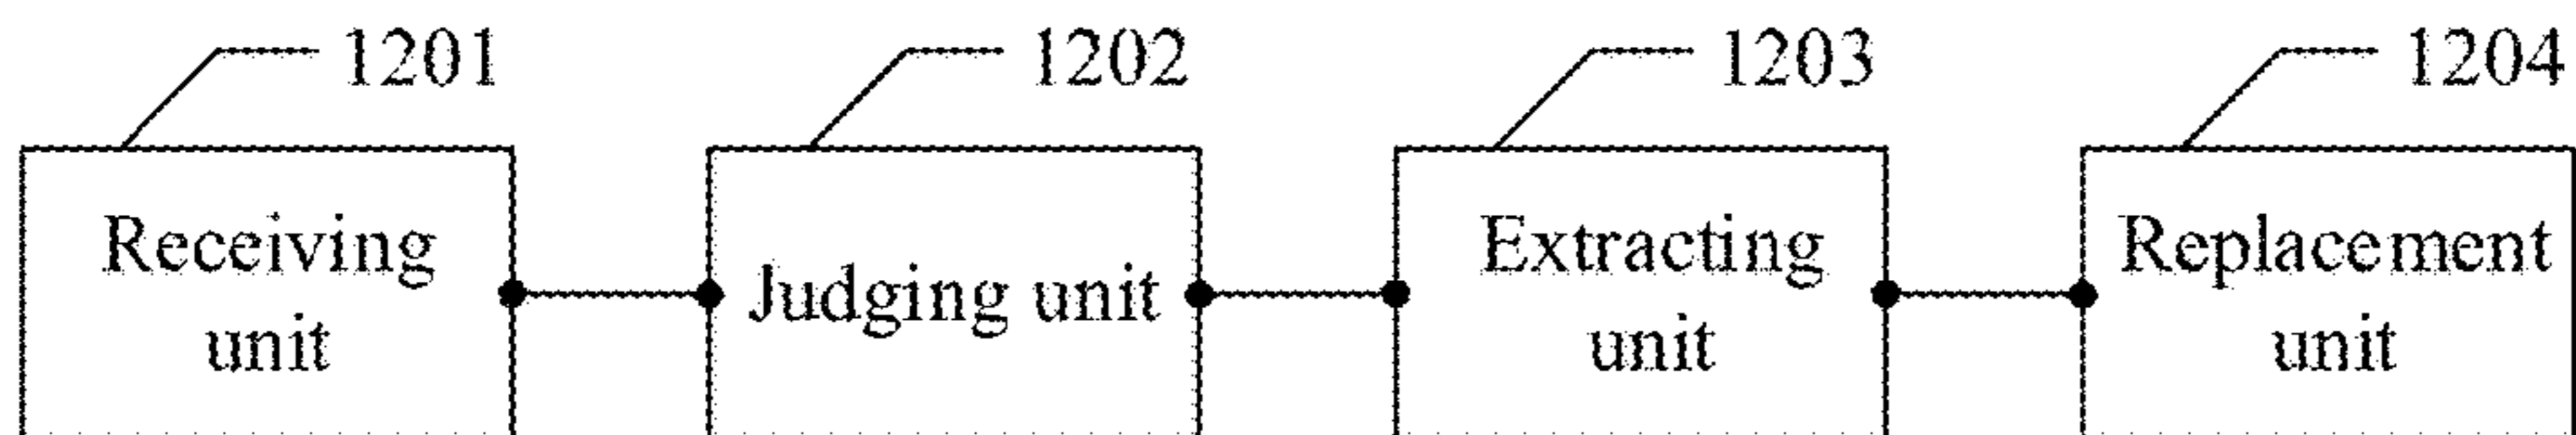 1201
1202
1203
1204
Receiving
unit
Judging unit
Extracting
unit
Replacement
unit